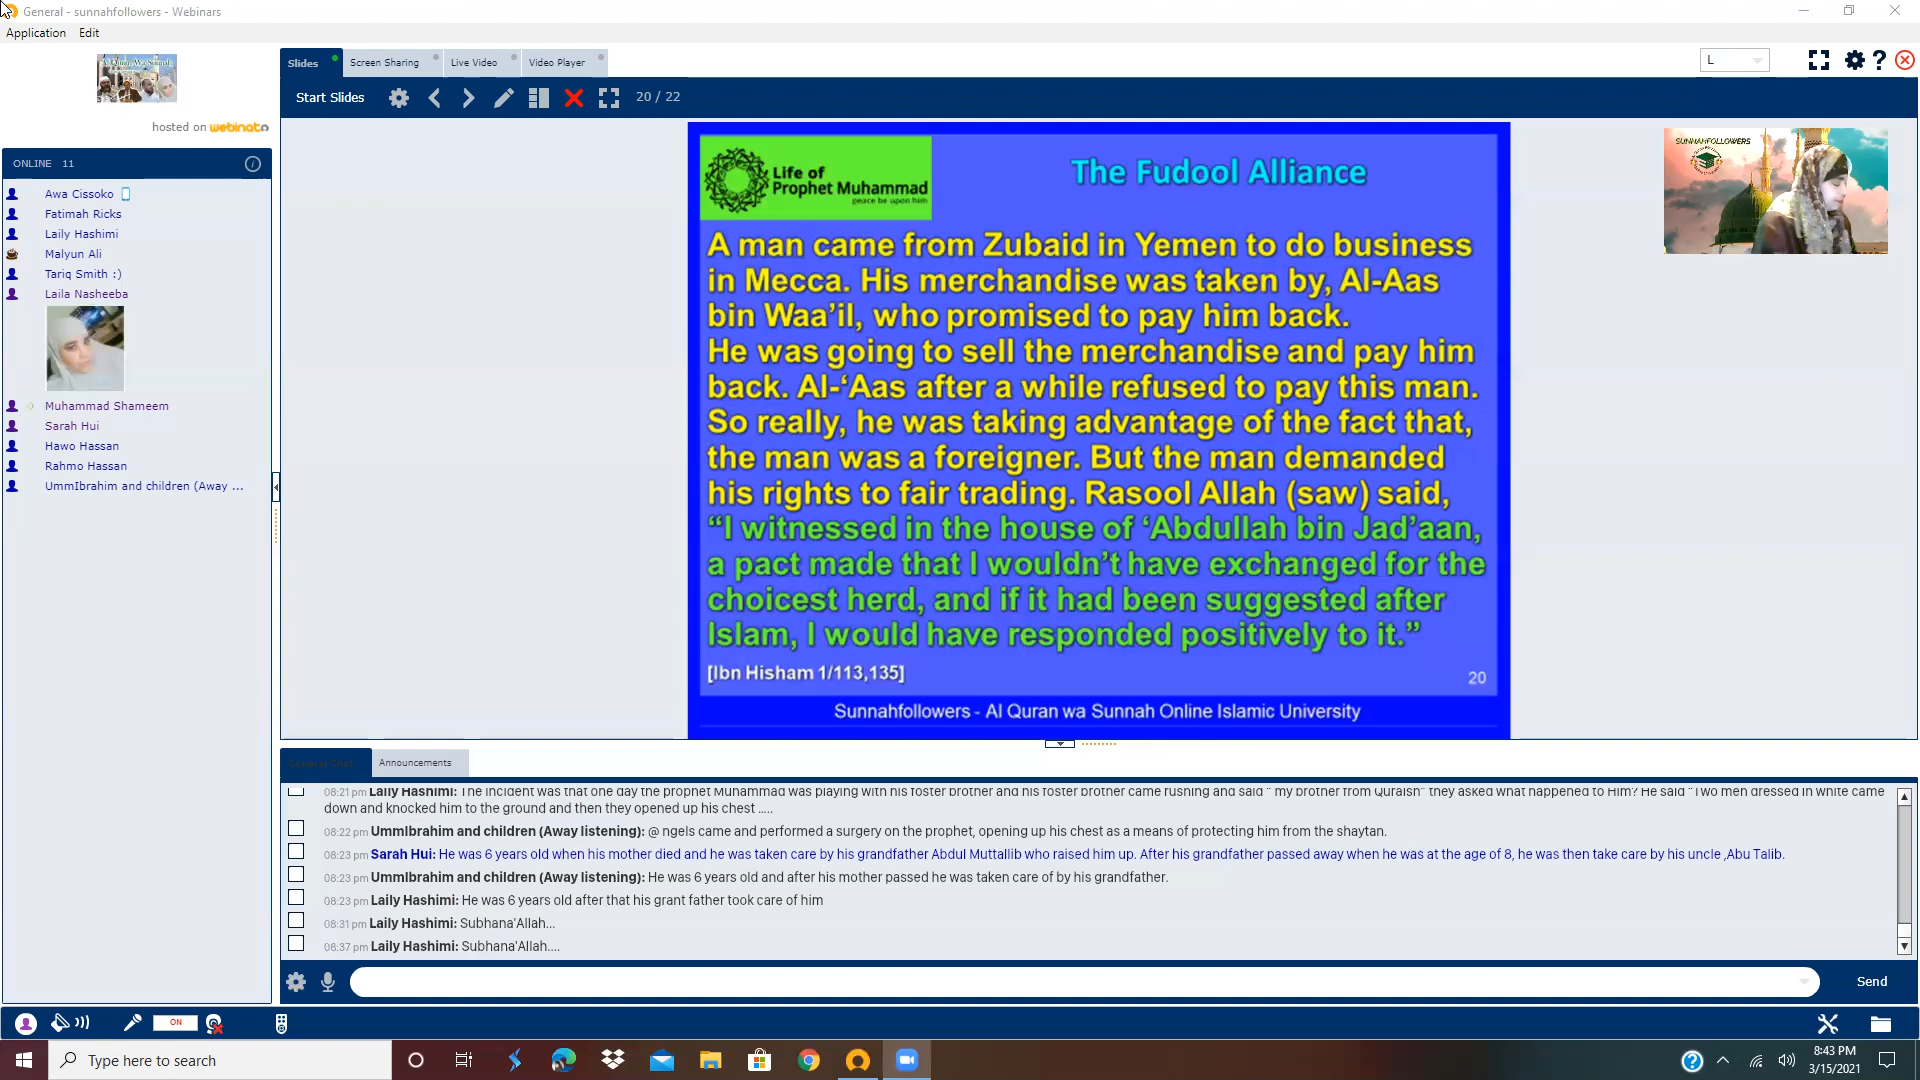 General - sunnahfollowers - Webinars
Application Edit
hosted on webinato
ONLINE 11
Awa Cissoko
Fatimah Ricks
Laily Hashimi
Malyun Ali
Tariq Smith :)
Laila Nasheeba
Muhammad Shameem
Sarah Hui
Hawo Hassan
Rahmo Hassan
UmmIbrahim and children (Away ...
Slides Screen Sharing Live Video Video Player
L
Start Slides 20 / 22
SUNNAHFOLLOWERS
Life of
Prophet Muhammad
peace be upon him
The Fudool Alliance
A man came from Zubaid in Yemen to do business
in Mecca. His merchandise was taken by, Al-Aas
bin Waa’il, who promised to pay him back.
He was going to sell the merchandise and pay him
back. Al-‘Aas after a while refused to pay this man.
So really, he was taking advantage of the fact that,
the man was a foreigner. But the man demanded
his rights to fair trading. Rasool Allah (saw) said,
“I witnessed in the house of ‘Abdullah bin Jad’aan,
a pact made that I wouldn’t have exchanged for the
choicest herd, and if it had been suggested after
Islam, I would have responded positively to it.”
[Ibn Hisham 1/113,135]
20
Sunnahfollowers - Al Quran wa Sunnah Online Islamic University
General Chat Announcements
08:21 pm Laily Hashimi: The incident was that one day the prophet Muhammad was playing with his foster brother and his foster brother came rushing and said " my brother from Quraish" they asked what happened to Him? He said "Two men dressed in white came
down and knocked him to the ground and then they opened up his chest .....
08:22 pm UmmIbrahim and children (Away listening): @ ngels came and performed a surgery on the prophet, opening up his chest as a means of protecting him from the shaytan.
08:23 pm Sarah Hui: He was 6 years old when his mother died and he was taken care by his grandfather Abdul Muttallib who raised him up. After his grandfather passed away when he was at the age of 8, he was then take care by his uncle ,Abu Talib.
08:23 pm UmmIbrahim and children (Away listening): He was 6 years old and after his mother passed he was taken care of by his grandfather.
08:23 pm Laily Hashimi: He was 6 years old after that his grant father took care of him
08:31 pm Laily Hashimi: Subhana'Allah...
08:37 pm Laily Hashimi: Subhana'Allah....
Send
ON
Type here to search
8:43 PM
3/15/2021